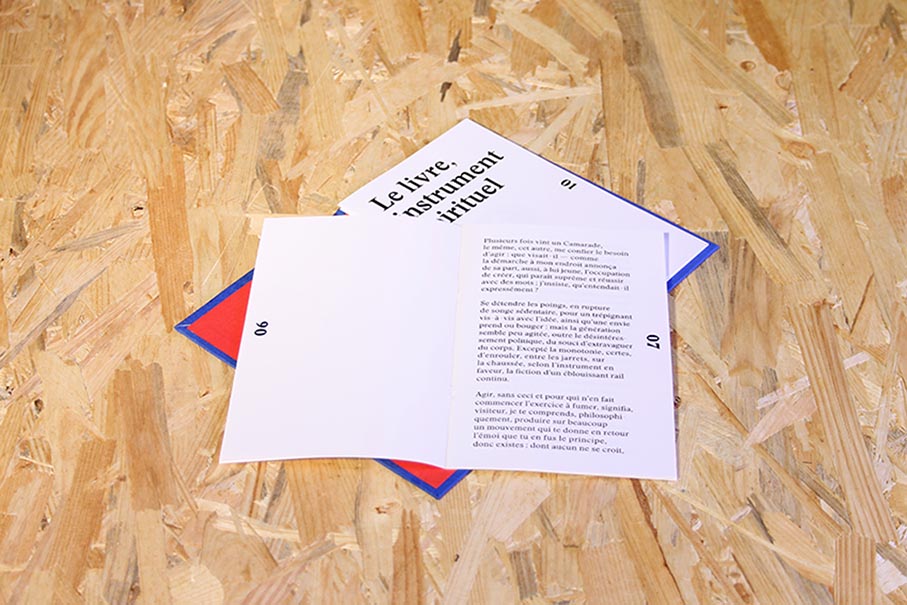 Le livre,
instrument
01
06
Plusieurs fois vint un Camarade,
le même, cet autre, me confier le besoin
d'agir : que visait-il — comme
la démarche à mon endroit annonça
de sa part, aussi, à lui jeune, l'occupation
de créer, qui paraît suprême et réussir
avec des mots ; j'insiste, qu'entendait-il
expressément ?
Se détendre les poings, en rupture
de songe sédentaire, pour un trépignant
vis-à-vis avec l'idée, ainsi qu'une envie
prend ou bouger : mais la génération
semble peu agitée, outre le désintéres-
sement politique, du souci d'extravaguer
du corps. Excepté la monotonie, certes,
d'enrouler, entre les jarrets, sur
la chaussée, selon l'instrument en
faveur, la fiction d'un éblouissant rail
continu.
Agir, sans ceci et pour qui n'en fait
commencer l'exercice à fumer, signifia,
visiteur, je te comprends, philosophi-
quement, produire sur beaucoup
un mouvement qui te donne en retour
l'émoi que tu en fus le principe,
donc existes : dont aucun ne se croit,
07